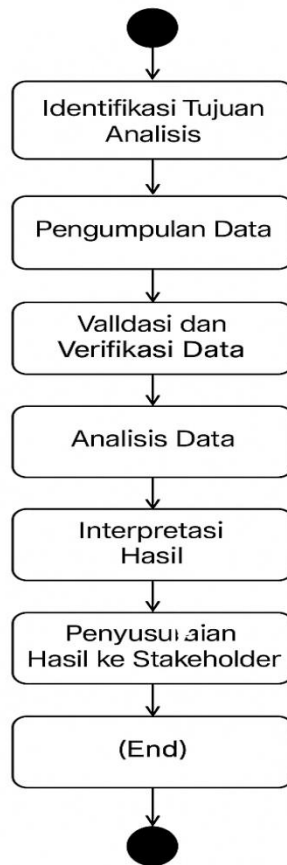 Identifikasi Tujuan
Analisis
Pengumpulan Data
Valldasi dan
Verifikasi Data
Analisis Data
Interpretasi
Hasil
Hasil ke Stakeholder
(End)